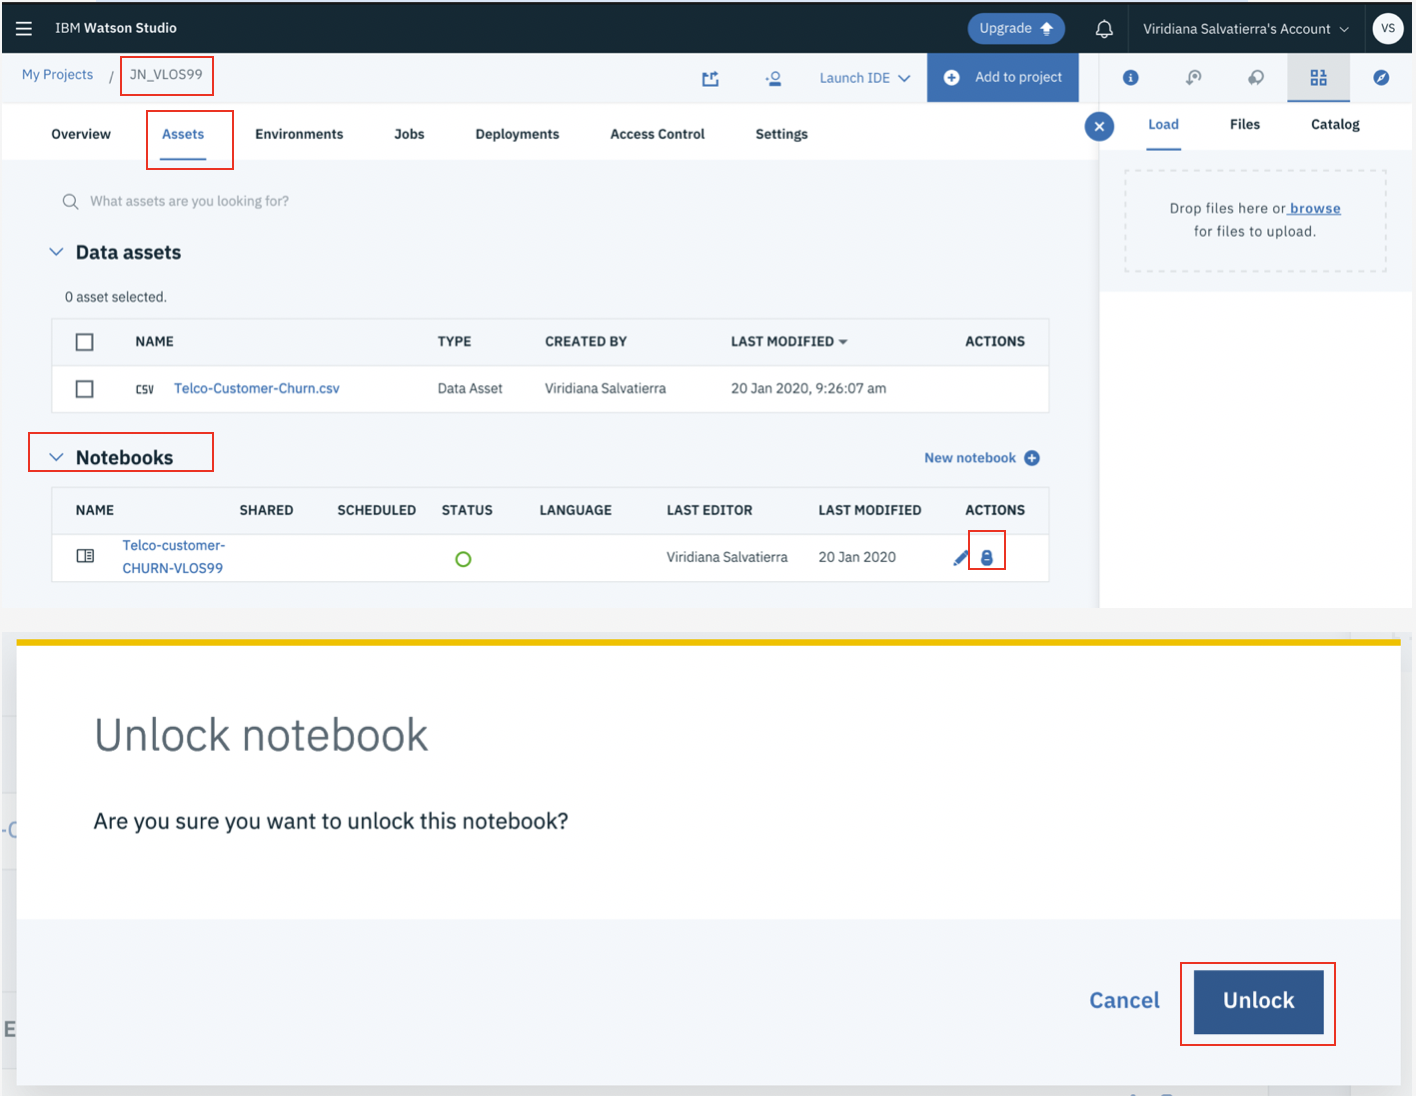 IBM Watson Studio
Upgrade
Viridiana Salvatierra's Account
VS
My Projects / JN_VLOS99
Launch IDE
Add to project
Overview
Assets
Environments
Jobs
Deployments
Access Control
Settings
Load
Files
Catalog
Drop files here or browse
for files to upload.
What assets are you looking for?
Data assets
0 asset selected.
NAME TYPE CREATED BY LAST MODIFIED ACTIONS
CSV Telco-Customer-Churn.csv Data Asset Viridiana Salvatierra 20 Jan 2020, 9:26:07 am
Notebooks
New notebook
NAME SHARED SCHEDULED STATUS LANGUAGE LAST EDITOR LAST MODIFIED ACTIONS
Telco-customer-
CHURN-VLOS99
Viridiana Salvatierra 20 Jan 2020
Unlock notebook
Are you sure you want to unlock this notebook?
Cancel
Unlock